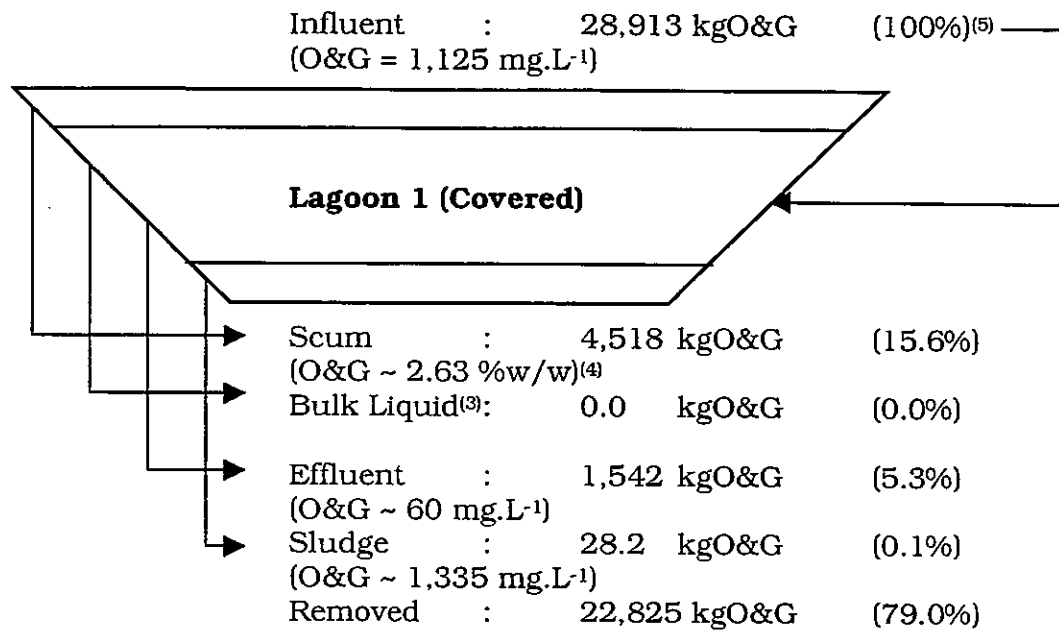 Influent : 28,913 kgO&G (100%)⁽⁵⁾
(O&G = 1,125 mg.L⁻¹)
Lagoon 1 (Covered)
Scum : 4,518 kgO&G (15.6%)
(O&G ~ 2.63 %w/w)⁽⁴⁾
Bulk Liquid⁽³⁾: 0.0 kgO&G (0.0%)
Effluent : 1,542 kgO&G (5.3%)
(O&G ~ 60 mg.L⁻¹)
Sludge : 28.2 kgO&G (0.1%)
(O&G ~ 1,335 mg.L⁻¹)
Removed : 22,825 kgO&G (79.0%)